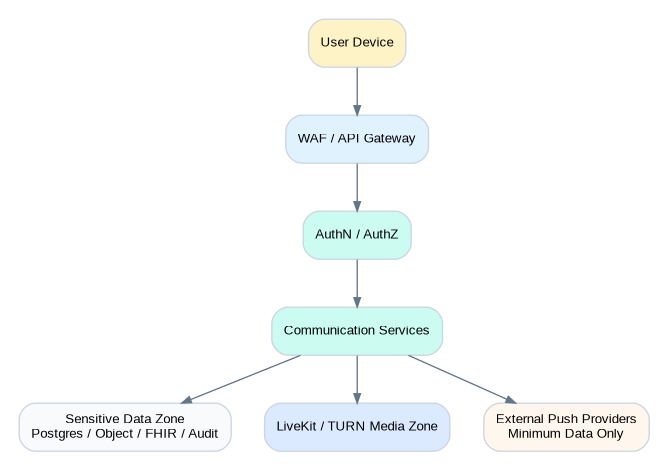 User Device
WAF / API Gateway
AuthN / AuthZ
Communication Services
Sensitive Data Zone
Postgres / Object / FHIR / Audit
LiveKit / TURN Media Zone
External Push Providers
Minimum Data Only